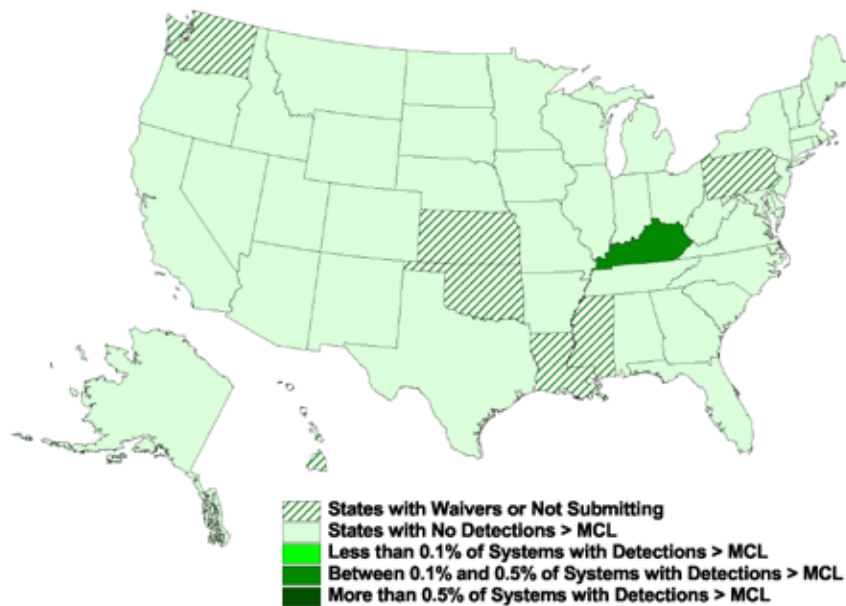 States with Waivers or Not Submitting
States with No Detections > MCL
Less than 0.1% of Systems with Detections > MCL
Between 0.1% and 0.5% of Systems with Detections > MCL
More than 0.5% of Systems with Detections > MCL